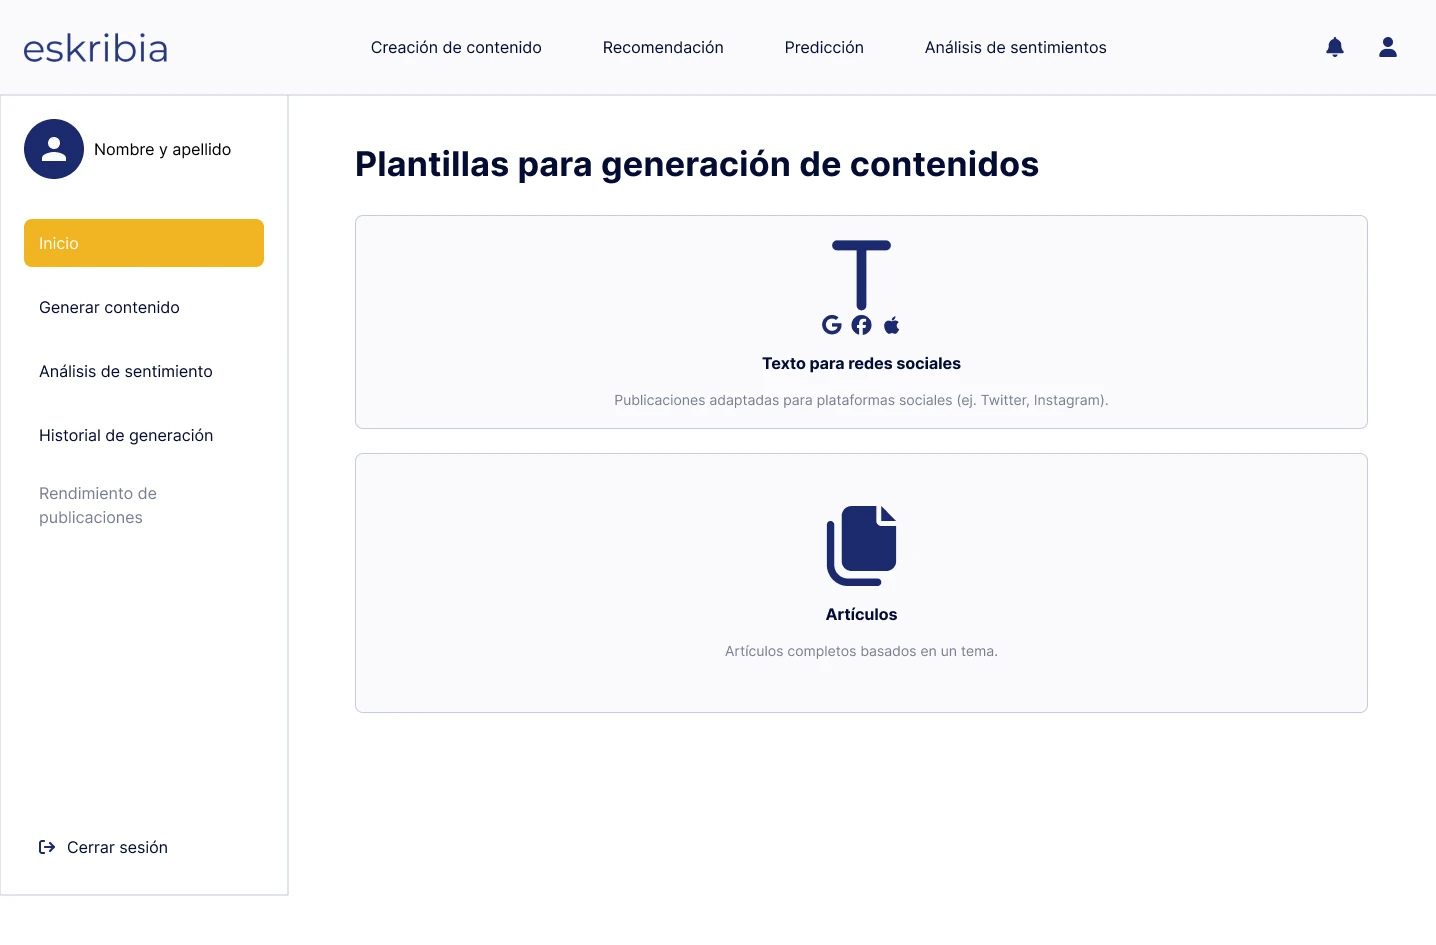 eskribia
Creación de contenido
Recomendación
Predicción
Análisis de sentimientos
Nombre y apellido
Inicio
Generar contenido
Análisis de sentimiento
Historial de generación
Rendimiento de
publicaciones
Cerrar sesión
Plantillas para generación de contenidos
T
Texto para redes sociales
Publicaciones adaptadas para plataformas sociales (ej. Twitter, Instagram).
Artículos
Artículos completos basados en un tema.